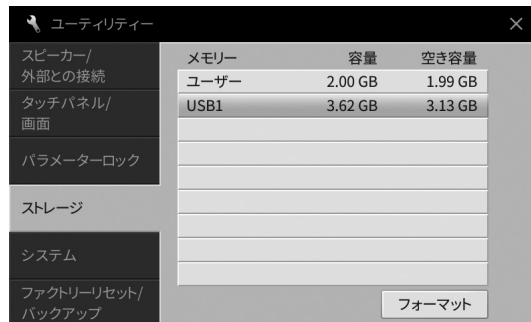 ユーティリティー
スピーカー/
外部との接続
タッチパネル/
画面
パラメーターロック
ストレージ
システム
ファクトリーリセット/
バックアップ
メモリー 容量 空き容量
ユーザー 2.00 GB 1.99 GB
USB1 3.62 GB 3.13 GB
フォーマット